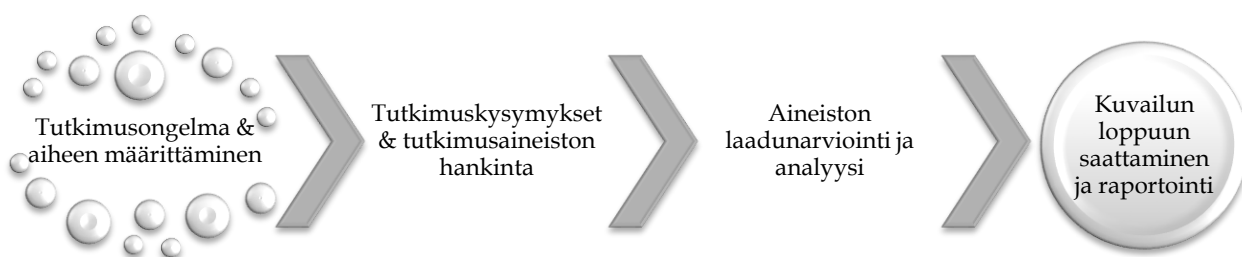 Tutkimusongelma &
aiheen määrittäminen
Tutkimuskysymykset
& tutkimusaineiston
hankinta
Aineiston
laadunarviointi ja
analyysi
Kuvailun
loppuun
saattaminen
ja raportointi